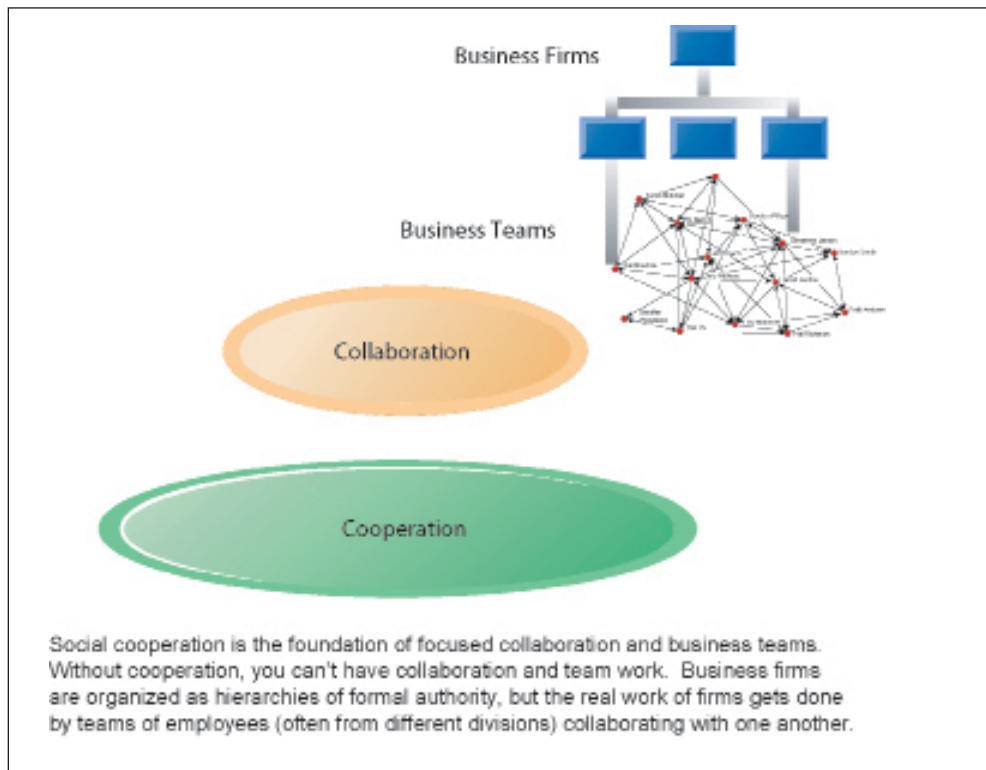 Business Firms
Business Teams
Collaboration
Cooperation
Social cooperation is the foundation of focused collaboration and business teams.
Without cooperation, you can't have collaboration and team work.  Business firms
are organized as hierarchies of formal authority, but the real work of firms gets done
by teams of employees (often from different divisions) collaborating with one another.